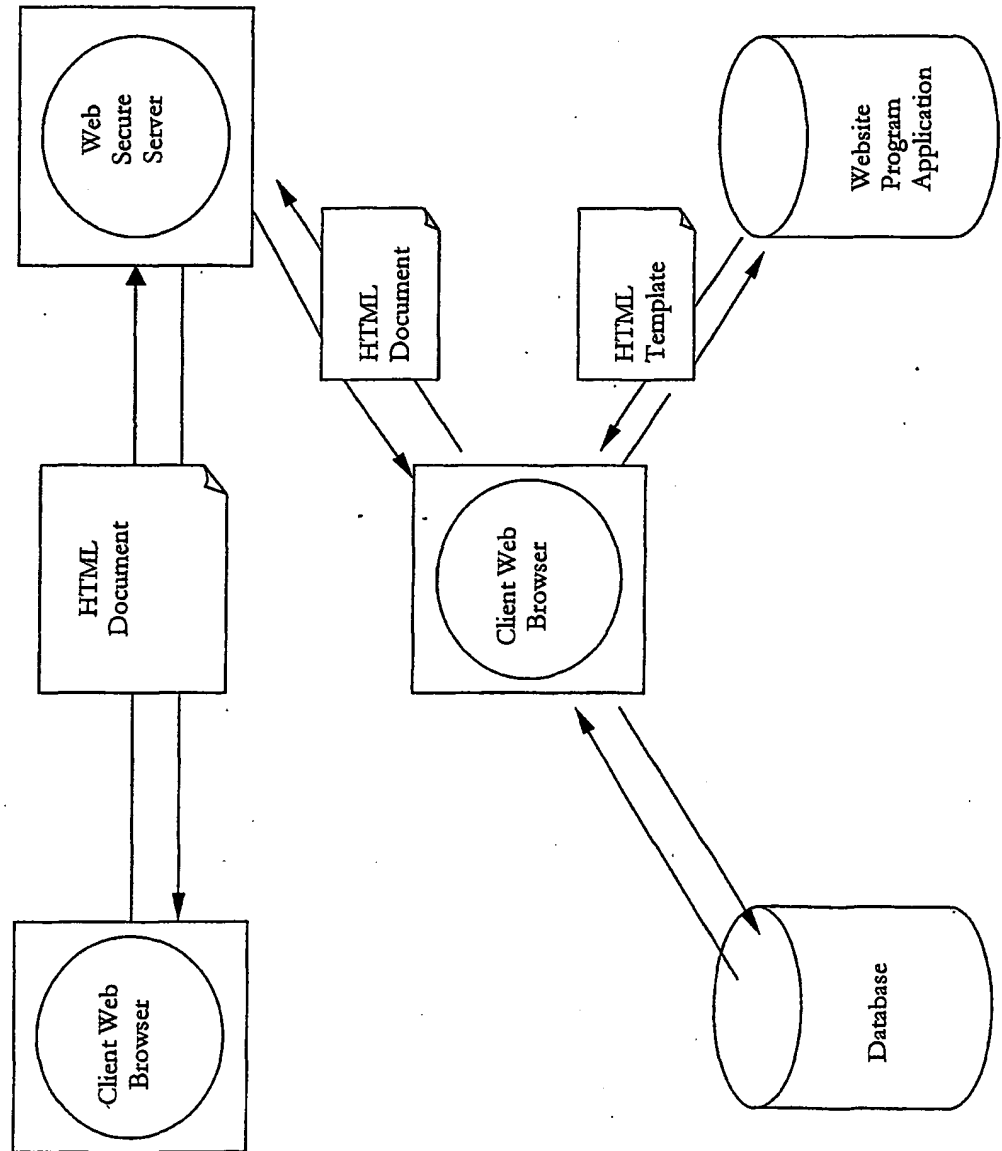 Client Web
Browser
HTML
Document
Web
Secure
Server
HTML
Document
Client Web
Browser
HTML
Template
Database
Website
Program
Application